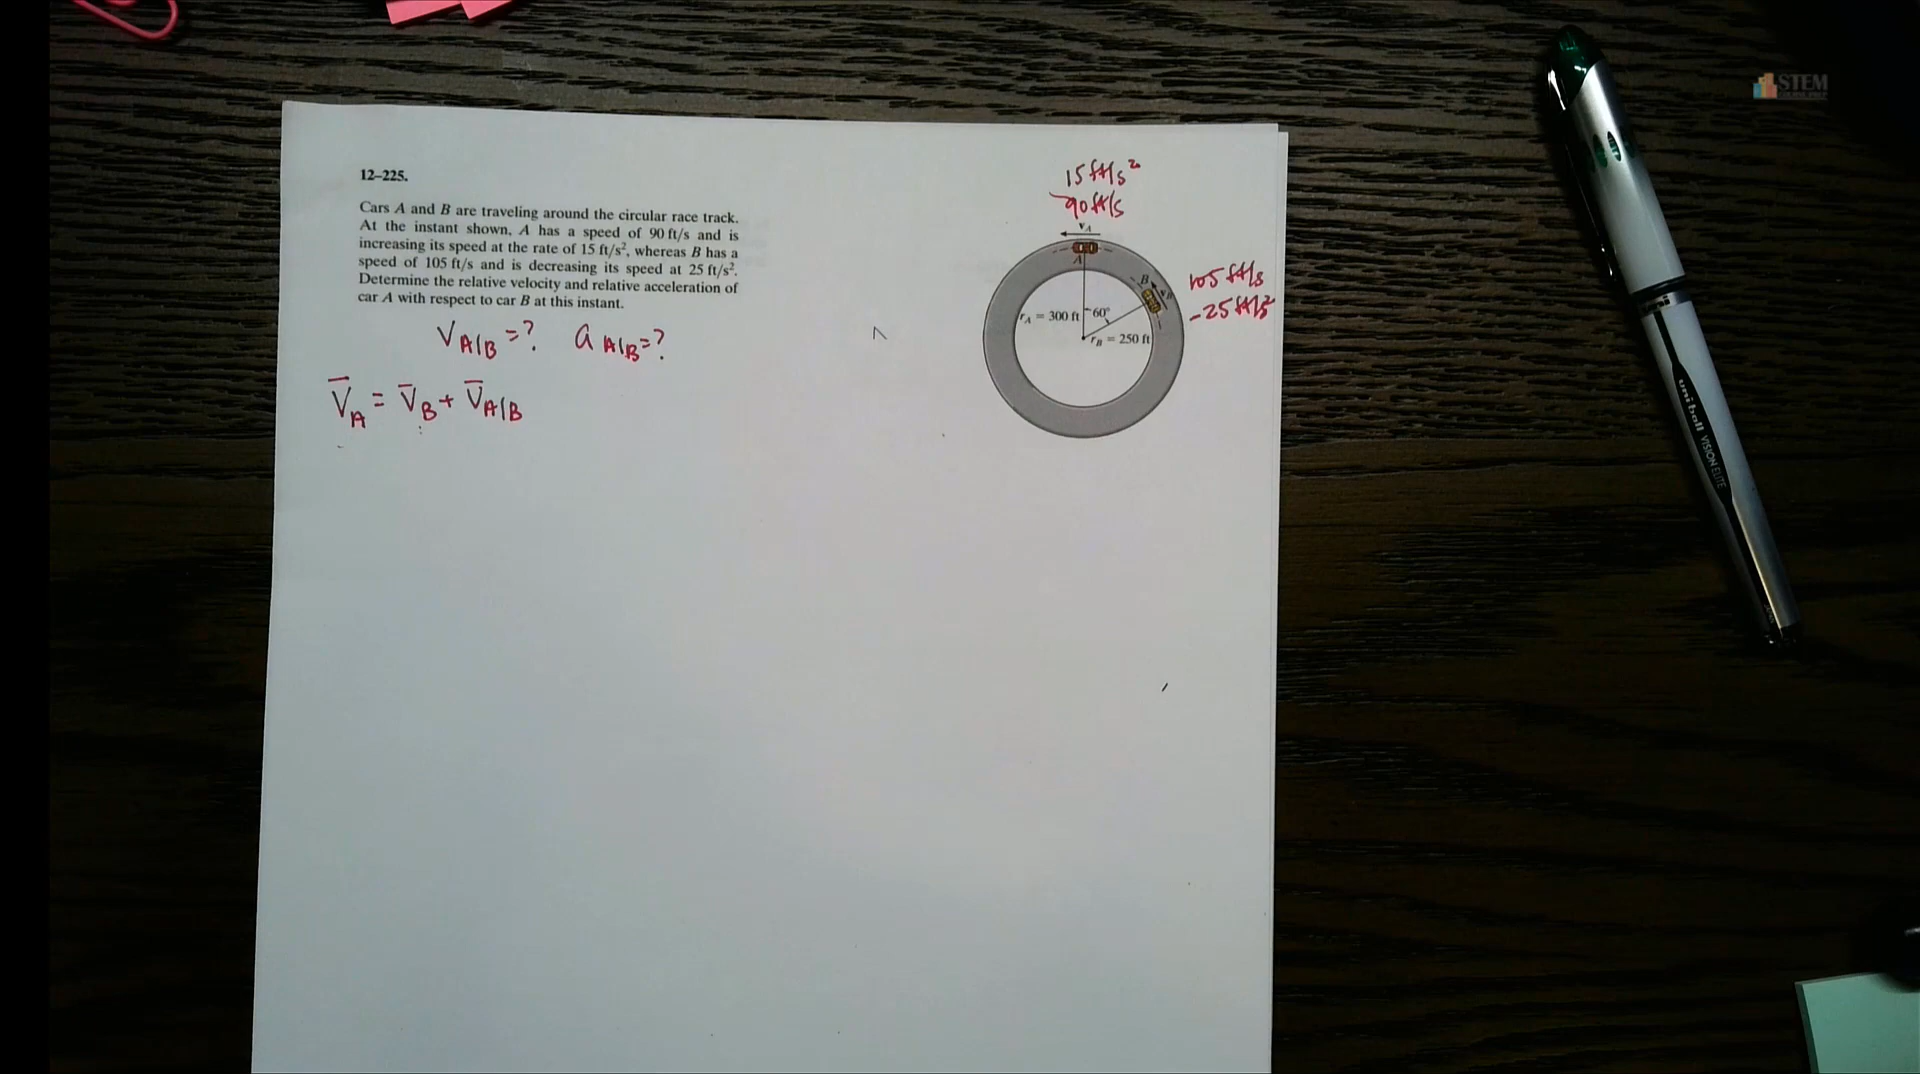 STEM
12–225.
Cars A and B are traveling around the circular race track.
At the instant shown, A has a speed of 90 ft/s and is
increasing its speed at the rate of 15 ft/s², whereas B has a
speed of 105 ft/s and is decreasing its speed at 25 ft/s².
Determine the relative velocity and relative acceleration of
car A with respect to car B at this instant.
V A/B = ? a A/B = ?
V̄A = V̄B + V̄A/B
15 ft/s²
90 ft/s
vA
A
B
vB
105 ft/s
-25 ft/s²
rA = 300 ft
60°
rB = 250 ft
uni-ball VISION ELITE